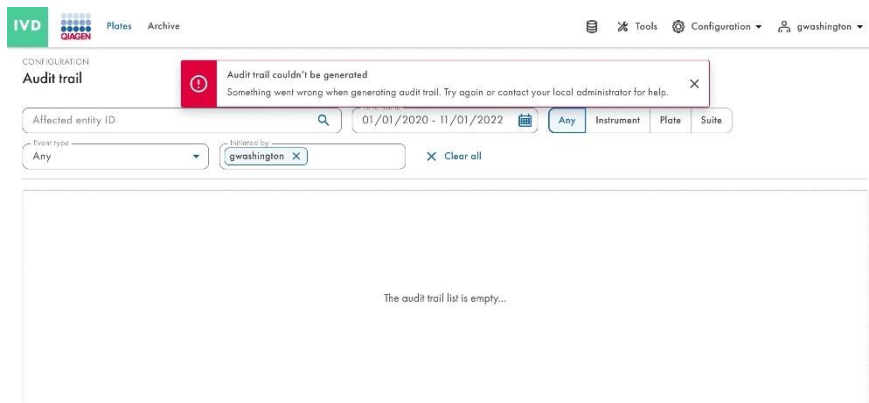 IVD QIAGEN Plates Archive Tools Configuration gwashington
CONFIGURATION
Audit trail
Audit trail couldn't be generated
Something went wrong when generating audit trail. Try again or contact your local administrator for help.
Affected entity ID
01/01/2020 - 11/01/2022
Any Instrument Plate Suite
Event type
Any
Initiated by
gwashington
Clear all
The audit trail list is empty...